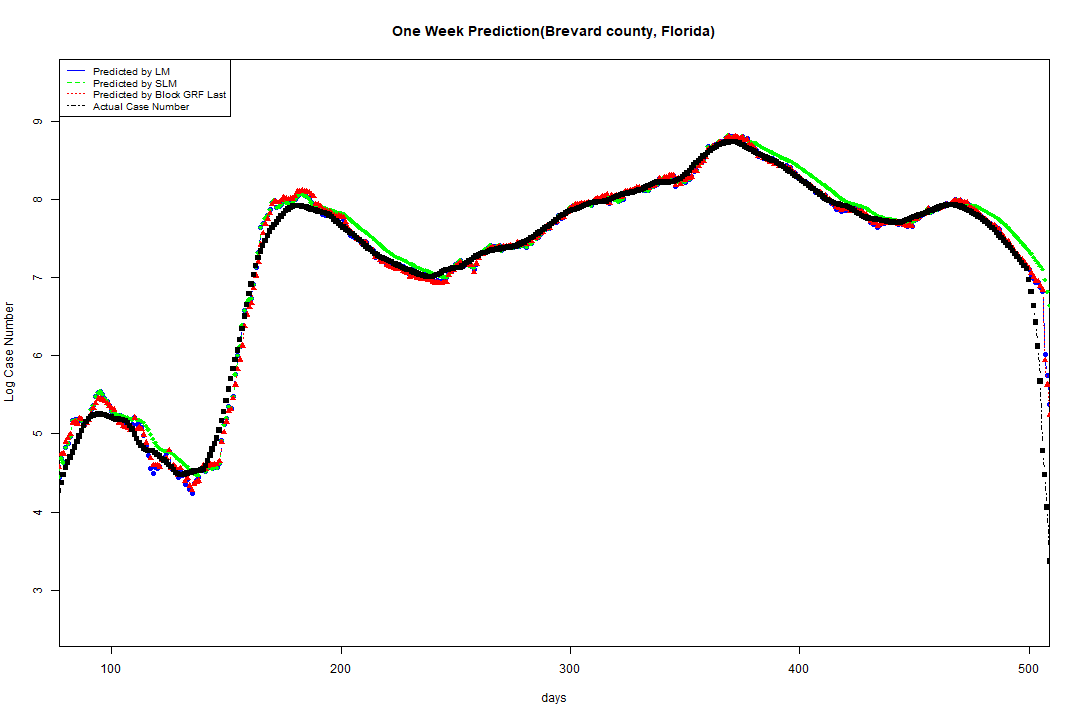 One Week Prediction(Brevard county, Florida)
Predicted by LM
Predicted by SLM
Predicted by Block GRF Last
Actual Case Number
9
8
7
6
5
4
3
Log Case Number
100 200 300 400 500
days